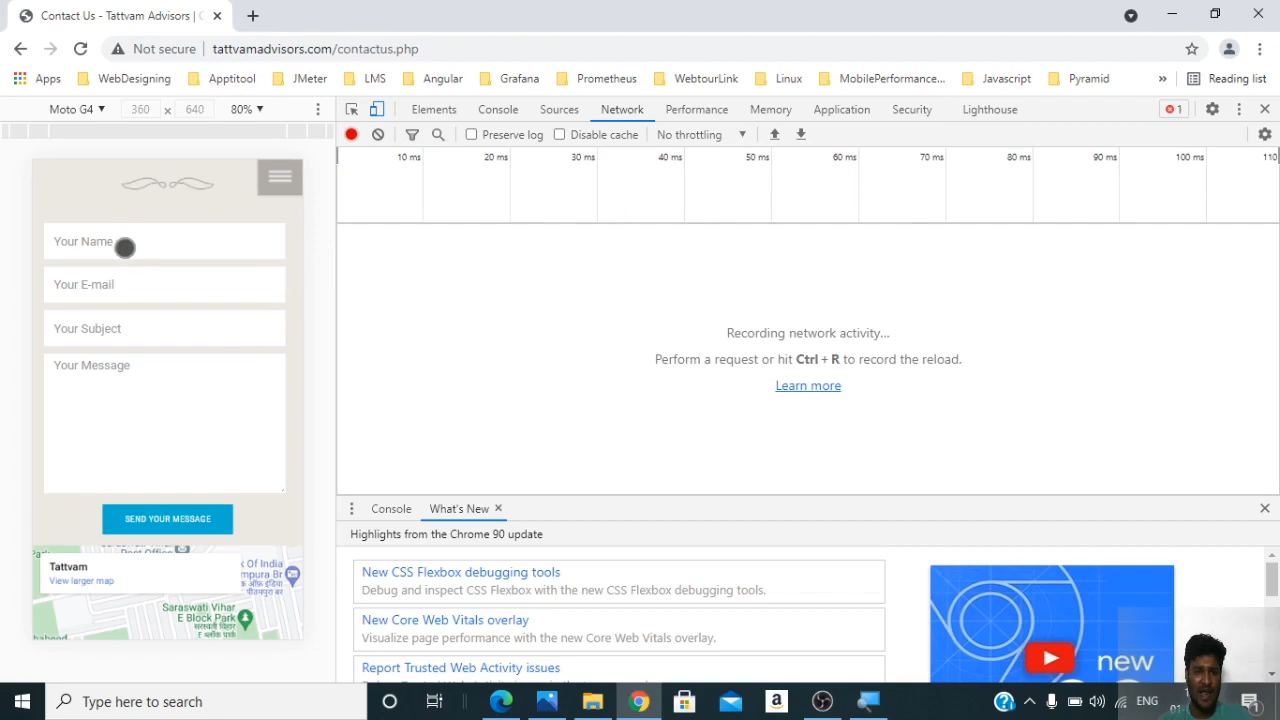 Contact Us - Tattvam Advisors | C
Not secure | tattvamadvisors.com/contactus.php
Apps WebDesigning Apptitool JMeter LMS Angular Grafana Prometheus WebtourLink Linux MobilePerformance... Javascript Pyramid » Reading list
Moto G4 ▼ 360 × 640 80% ▼
Elements Console Sources Network Performance Memory Application Security Lighthouse 1
Preserve log Disable cache No throttling ▼
10 ms 20 ms 30 ms 40 ms 50 ms 60 ms 70 ms 80 ms 90 ms 100 ms 110
Your Name
Your E-mail
Your Subject
Your Message
SEND YOUR MESSAGE
Post Office
Tattvam
View larger map
Saraswati Vihar
E Block Park
सरस्वती विहार
Recording network activity...
Perform a request or hit Ctrl + R to record the reload.
Learn more
Console What's New ×
Highlights from the Chrome 90 update
New CSS Flexbox debugging tools
Debug and inspect CSS Flexbox with the new CSS Flexbox debugging tools.
New Core Web Vitals overlay
Visualize page performance with the new Core Web Vitals overlay.
Report Trusted Web Activity issues
new
Type here to search
ENG